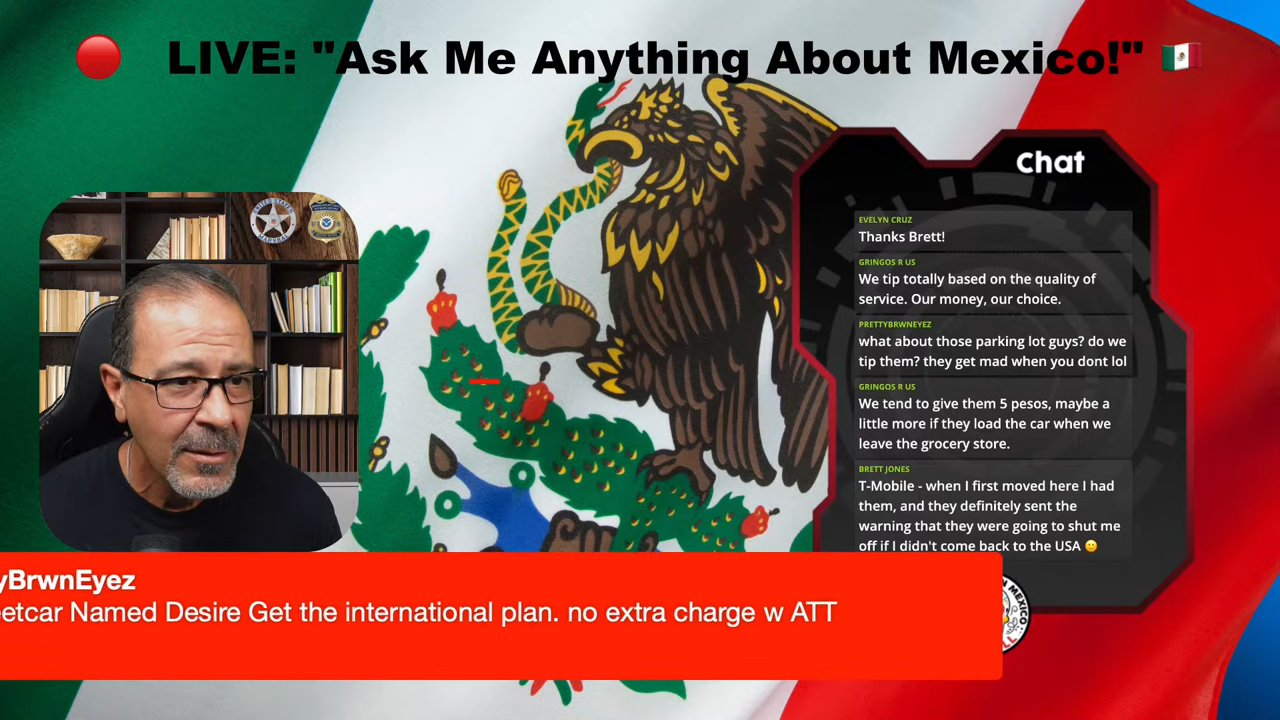 LIVE: "Ask Me Anything About Mexico!"
Chat
EVELYN CRUZ
Thanks Brett!
GRINGOS R US
We tip totally based on the quality of
service. Our money, our choice.
PRETTYBRWNEYEZ
what about those parking lot guys? do we
tip them? they get mad when you dont lol
GRINGOS R US
We tend to give them 5 pesos, maybe a
little more if they load the car when we
leave the grocery store.
BRETT JONES
T-Mobile - when I first moved here I had
them, and they definitely sent the
warning that they were going to shut me
off if I didn't come back to the USA 😀
UNITED STATES
MARSHAL
yBrwnEyez
etcar Named Desire Get the international plan. no extra charge w ATT
MEXICO